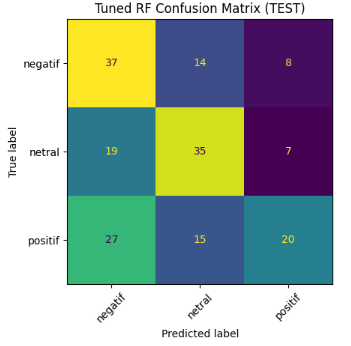 Tuned RF Confusion Matrix (TEST)
negatif 37 14 8
netral 19 35 7
positif 27 15 20
negatif netral positif
True label
Predicted label